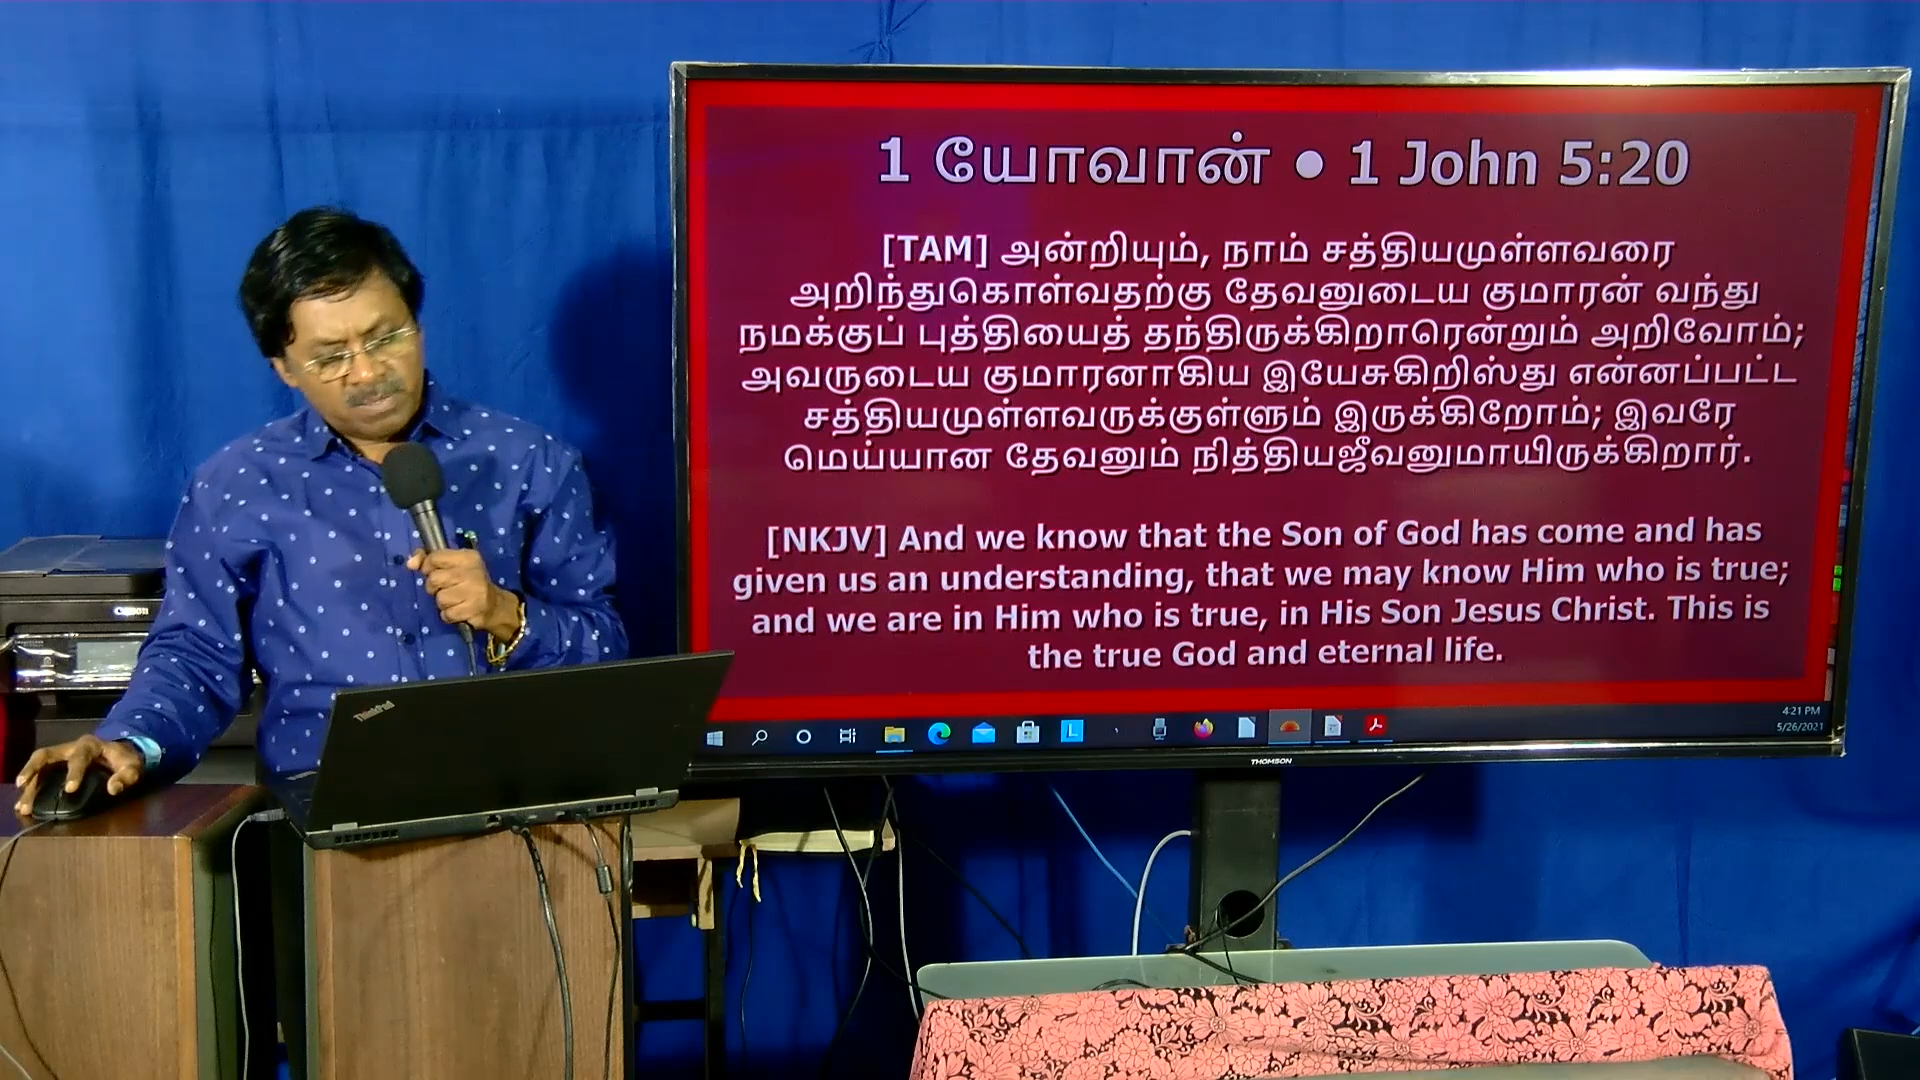 1 யோவான் • 1 John 5:20
[TAM] அன்றியும், நாம் சத்தியமுள்ளவரை
அறிந்துகொள்வதற்கு தேவனுடைய குமாரன் வந்து
நமக்குப் புத்தியைத் தந்திருக்கிறாரென்றும் அறிவோம்;
அவருடைய குமாரனாகிய இயேசுகிறிஸ்து என்னப்பட்ட
சத்தியமுள்ளவருக்குள்ளும் இருக்கிறோம்; இவரே
மெய்யான தேவனும் நித்தியஜீவனுமாயிருக்கிறார்.
[NKJV] And we know that the Son of God has come and has
given us an understanding, that we may know Him who is true;
and we are in Him who is true, in His Son Jesus Christ. This is
the true God and eternal life.
L
4:21 PM
5/26/2021
THOMSON
Canon
ThinkPad